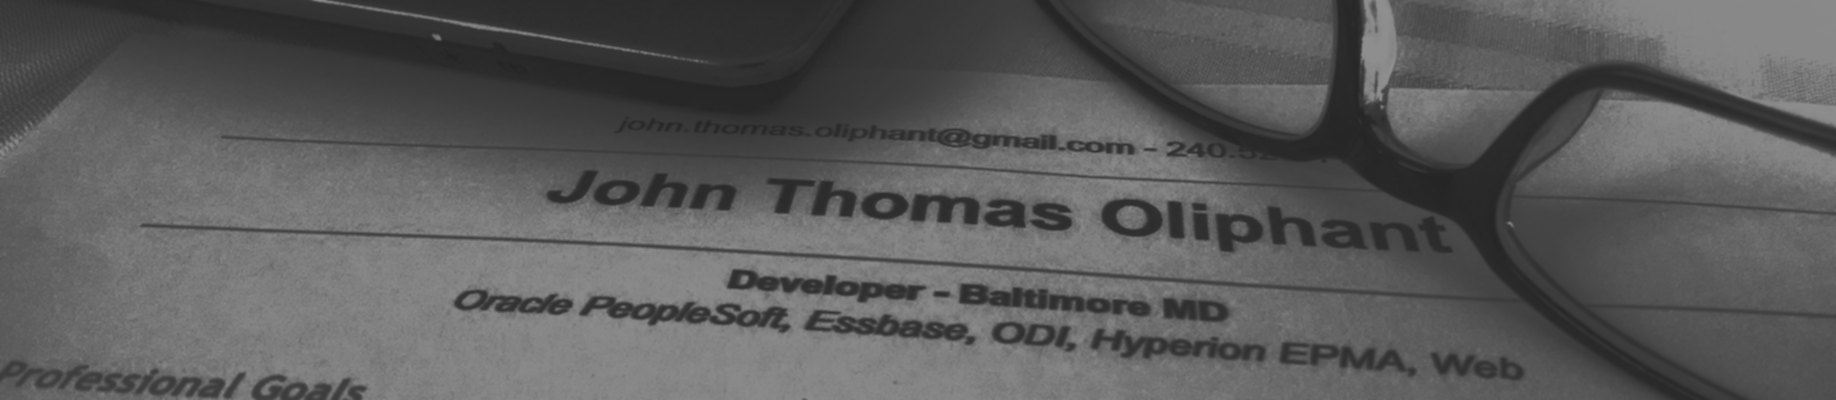 john.thomas.oliphant@gmail.com - 240.
John Thomas Oliphant
Developer - Baltimore MD
Oracle PeopleSoft, Essbase, ODI, Hyperion EPMA, Web
Professional Goals